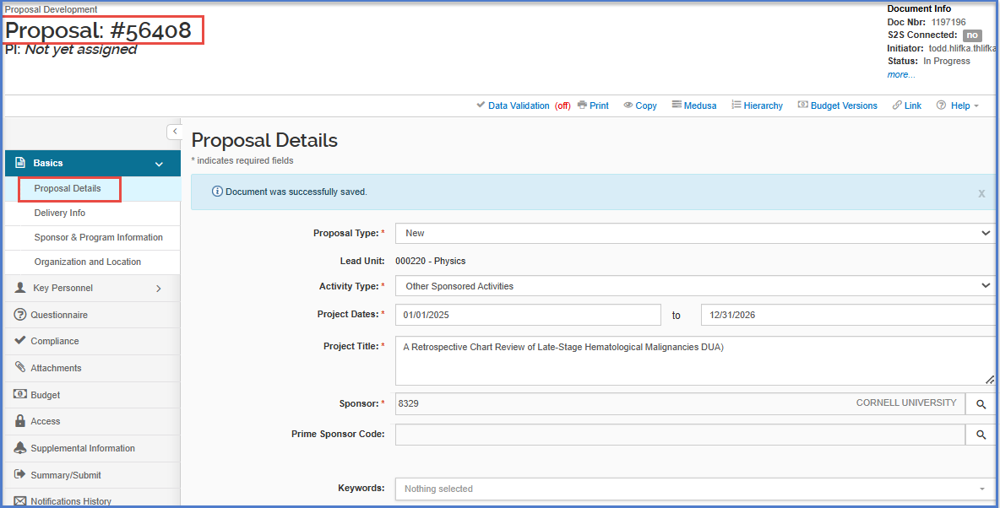 Proposal Development
Proposal: #56408
PI: Not yet assigned
Document Info
Doc Nbr: 1197196
S2S Connected: no
Initiator: todd.hlifka.thlifka
Status: In Progress
more...
Data Validation (off) Print Copy Medusa Hierarchy Budget Versions Link Help
Basics
Proposal Details
Delivery Info
Sponsor & Program Information
Organization and Location
Key Personnel
Questionnaire
Compliance
Attachments
Budget
Access
Supplemental Information
Summary/Submit
Notifications History
Proposal Details
* indicates required fields
Document was successfully saved. x
Proposal Type: * New
Lead Unit: 000220 - Physics
Activity Type: * Other Sponsored Activities
Project Dates: * 01/01/2025 to 12/31/2026
Project Title: * A Retrospective Chart Review of Late-Stage Hematological Malignancies DUA)
Sponsor: * 8329 CORNELL UNIVERSITY
Prime Sponsor Code:
Keywords: Nothing selected